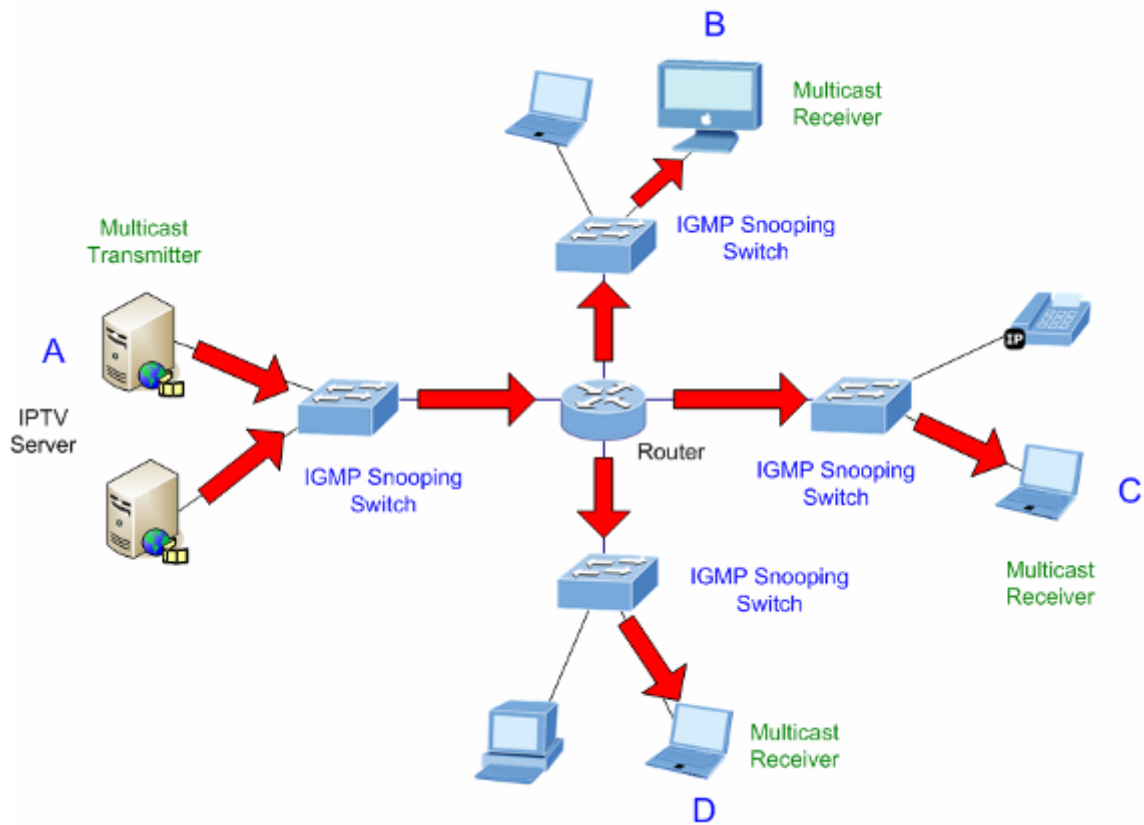 B
Multicast
Receiver
IGMP Snooping
Switch
Multicast
Transmitter
A
IPTV
Server
IGMP Snooping
Switch
Router
IP
IGMP Snooping
Switch
C
Multicast
Receiver
IGMP Snooping
Switch
Multicast
Receiver
D